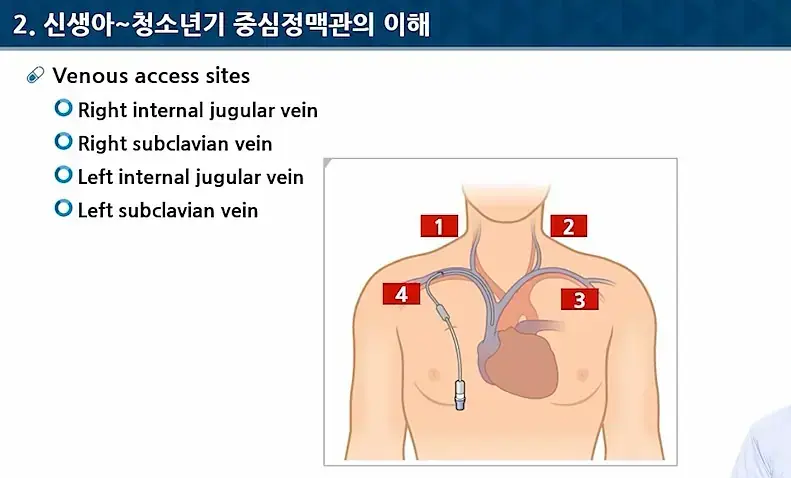 2. 신생아~청소년기 중심정맥관의 이해
Venous access sites
Right internal jugular vein
Right subclavian vein
Left internal jugular vein
Left subclavian vein
1
2
4
3